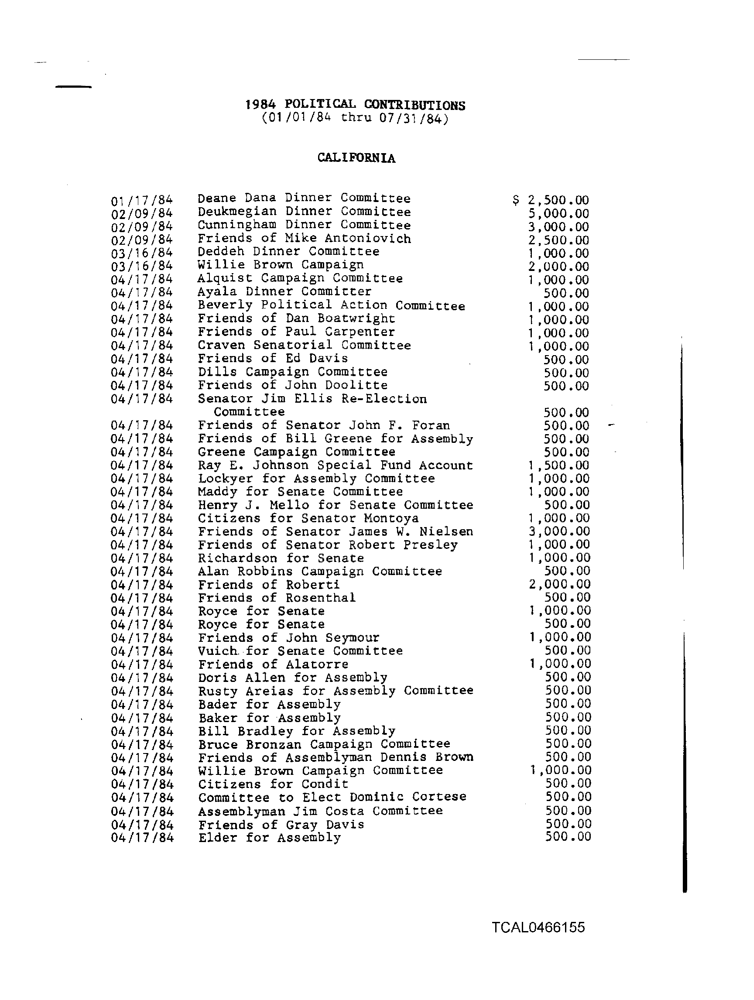 1984 POLITICAL CONTRIBUTIONS
(01/01/84 thru 07/31/84)
CALIFORNIA
01/17/84 Deane Dana Dinner Committee $ 2,500.00
02/09/84 Deukmegian Dinner Committee 5,000.00
02/09/84 Cunningham Dinner Committee 3,000.00
02/09/84 Friends of Mike Antoniovich 2,500.00
03/16/84 Deddeh Dinner Committee 1,000.00
03/16/84 Willie Brown Campaign 2,000.00
04/17/84 Alquist Campaign Committee 1,000.00
04/17/84 Ayala Dinner Committer 500.00
04/17/84 Beverly Political Action Committee 1,000.00
04/17/84 Friends of Dan Boatwright 1,000.00
04/17/84 Friends of Paul Carpenter 1,000.00
04/17/84 Craven Senatorial Committee 1,000.00
04/17/84 Friends of Ed Davis 500.00
04/17/84 Dills Campaign Committee 500.00
04/17/84 Friends of John Doolitte 500.00
04/17/84 Senator Jim Ellis Re-Election
Committee 500.00
04/17/84 Friends of Senator John F. Foran 500.00
04/17/84 Friends of Bill Greene for Assembly 500.00
04/17/84 Greene Campaign Committee 500.00
04/17/84 Ray E. Johnson Special Fund Account 1,500.00
04/17/84 Lockyer for Assembly Committee 1,000.00
04/17/84 Maddy for Senate Committee 1,000.00
04/17/84 Henry J. Mello for Senate Committee 500.00
04/17/84 Citizens for Senator Montoya 1,000.00
04/17/84 Friends of Senator James W. Nielsen 3,000.00
04/17/84 Friends of Senator Robert Presley 1,000.00
04/17/84 Richardson for Senate 1,000.00
04/17/84 Alan Robbins Campaign Committee 500.00
04/17/84 Friends of Roberti 2,000.00
04/17/84 Friends of Rosenthal 500.00
04/17/84 Royce for Senate 1,000.00
04/17/84 Royce for Senate 500.00
04/17/84 Friends of John Seymour 1,000.00
04/17/84 Vuich for Senate Committee 500.00
04/17/84 Friends of Alatorre 1,000.00
04/17/84 Doris Allen for Assembly 500.00
04/17/84 Rusty Areias for Assembly Committee 500.00
04/17/84 Bader for Assembly 500.00
04/17/84 Baker for Assembly 500.00
04/17/84 Bill Bradley for Assembly 500.00
04/17/84 Bruce Bronzan Campaign Committee 500.00
04/17/84 Friends of Assemblyman Dennis Brown 500.00
04/17/84 Willie Brown Campaign Committee 1,000.00
04/17/84 Citizens for Condit 500.00
04/17/84 Committee to Elect Dominic Cortese 500.00
04/17/84 Assemblyman Jim Costa Committee 500.00
04/17/84 Friends of Gray Davis 500.00
04/17/84 Elder for Assembly 500.00
TCAL0466155